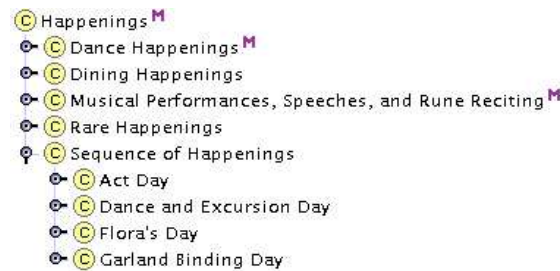 C Happenings M
C Dance Happenings M
C Dining Happenings
C Musical Performances, Speeches, and Rune Reciting M
C Rare Happenings
C Sequence of Happenings
C Act Day
C Dance and Excursion Day
C Flora's Day
C Garland Binding Day